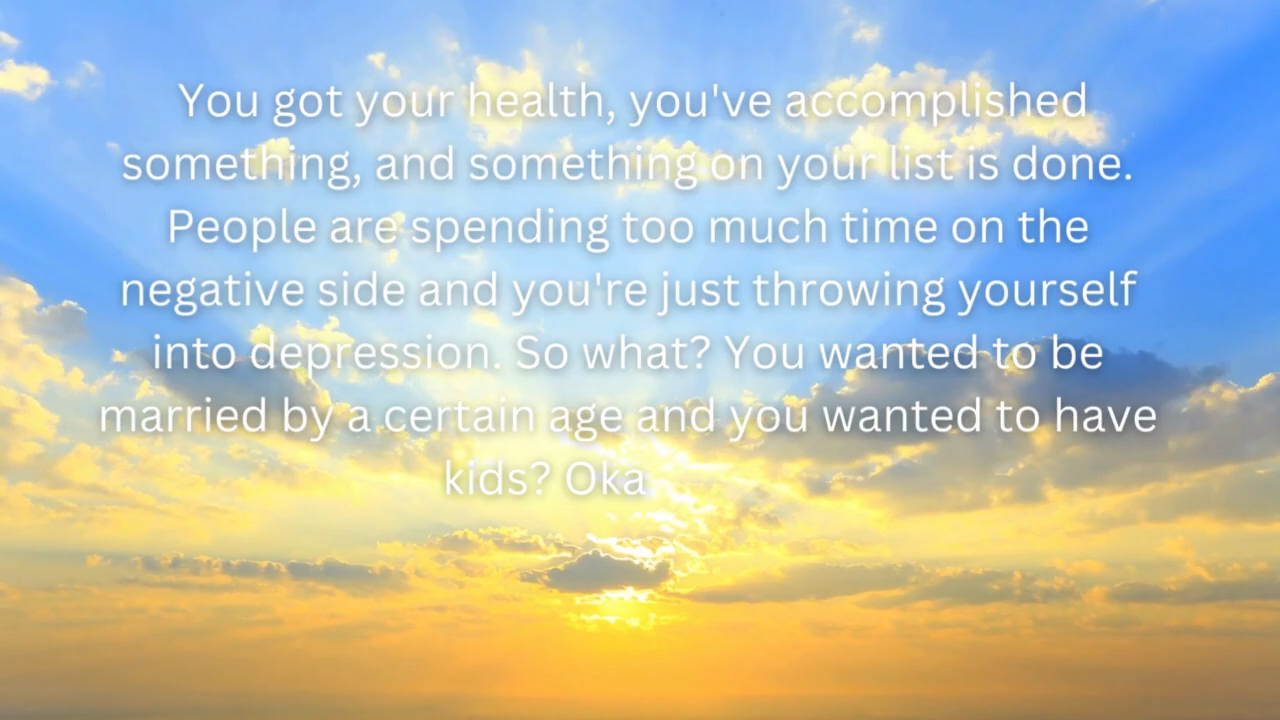 You got your health, you've accomplished
something, and something on your list is done.
People are spending too much time on the
negative side and you're just throwing yourself
into depression. So what? You wanted to be
married by a certain age and you wanted to have
kids? Oka